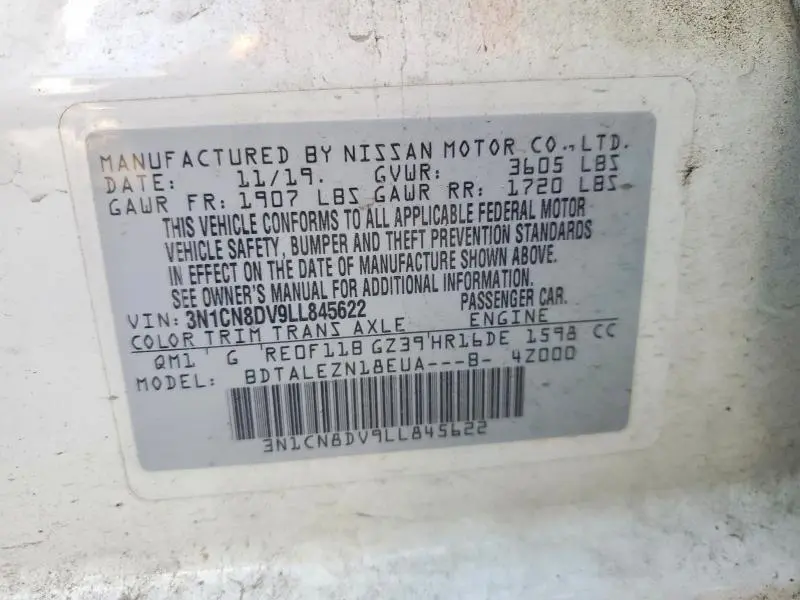 MANUFACTURED BY NISSAN MOTOR CO., LTD.
DATE: 11/19. GVWR: 3605 LBS
GAWR FR: 1907 LBS GAWR RR: 1720 LBS
THIS VEHICLE CONFORMS TO ALL APPLICABLE FEDERAL MOTOR
VEHICLE SAFETY, BUMPER AND THEFT PREVENTION STANDARDS
IN EFFECT ON THE DATE OF MANUFACTURE SHOWN ABOVE.
SEE OWNER'S MANUAL FOR ADDITIONAL INFORMATION.
VIN: 3N1CN8DV9LL845622 PASSENGER CAR.
COLOR TRIM TRANS AXLE ENGINE
QM1 G RE0F11B GZ39 HR16DE 1598 CC
MODEL: BDTALEZN18EUA---B- 4Z000
3N1CN8DV9LL845622